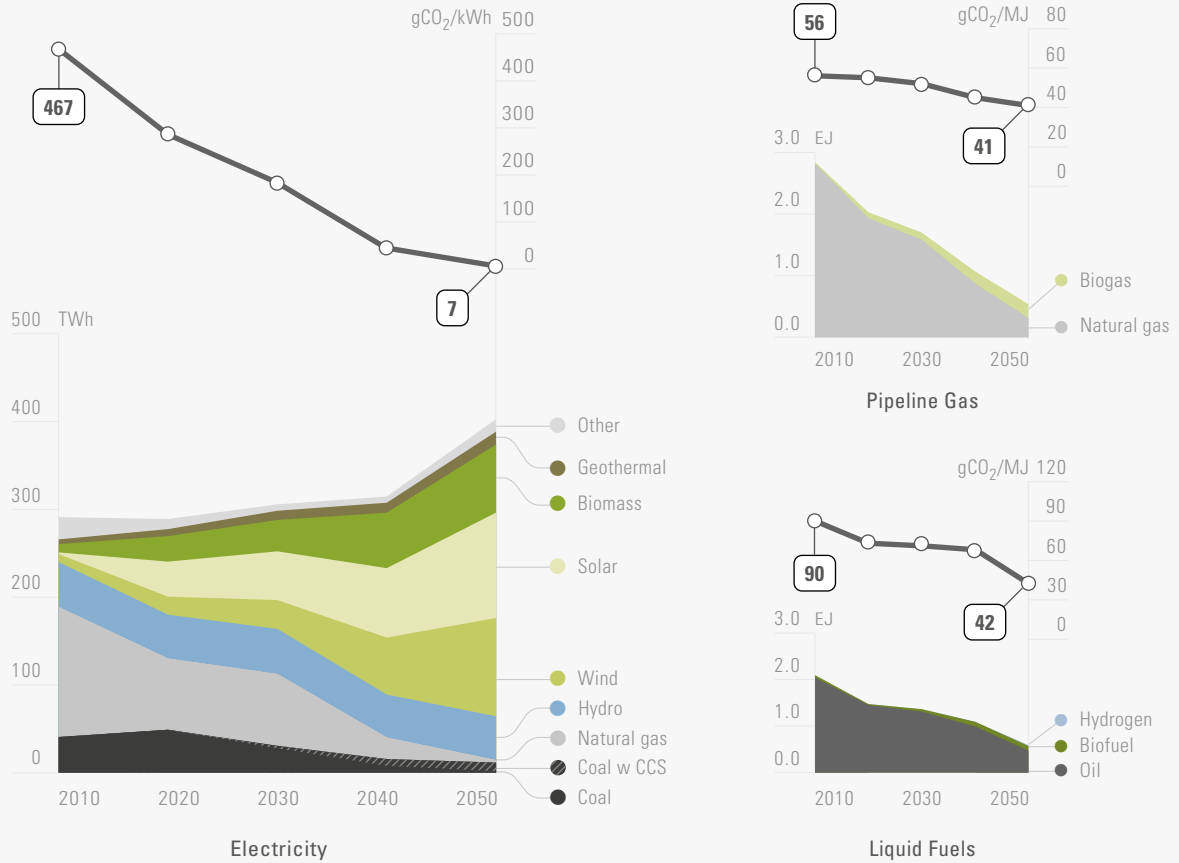 gCO₂/kWh 500
400
300
200
100
0
467
7
500 TWh
400
300
200
100
0
Other
Geothermal
Biomass
Solar
Wind
Hydro
Natural gas
Coal w CCS
Coal
2010 2020 2030 2040 2050
Electricity
gCO₂/MJ 80
60
40
20
0
56
41
3.0 EJ
2.0
1.0
0.0
Biogas
Natural gas
2010 2030 2050
Pipeline Gas
gCO₂/MJ 120
90
60
30
0
90
42
3.0 EJ
2.0
1.0
0.0
Hydrogen
Biofuel
Oil
2010 2030 2050
Liquid Fuels